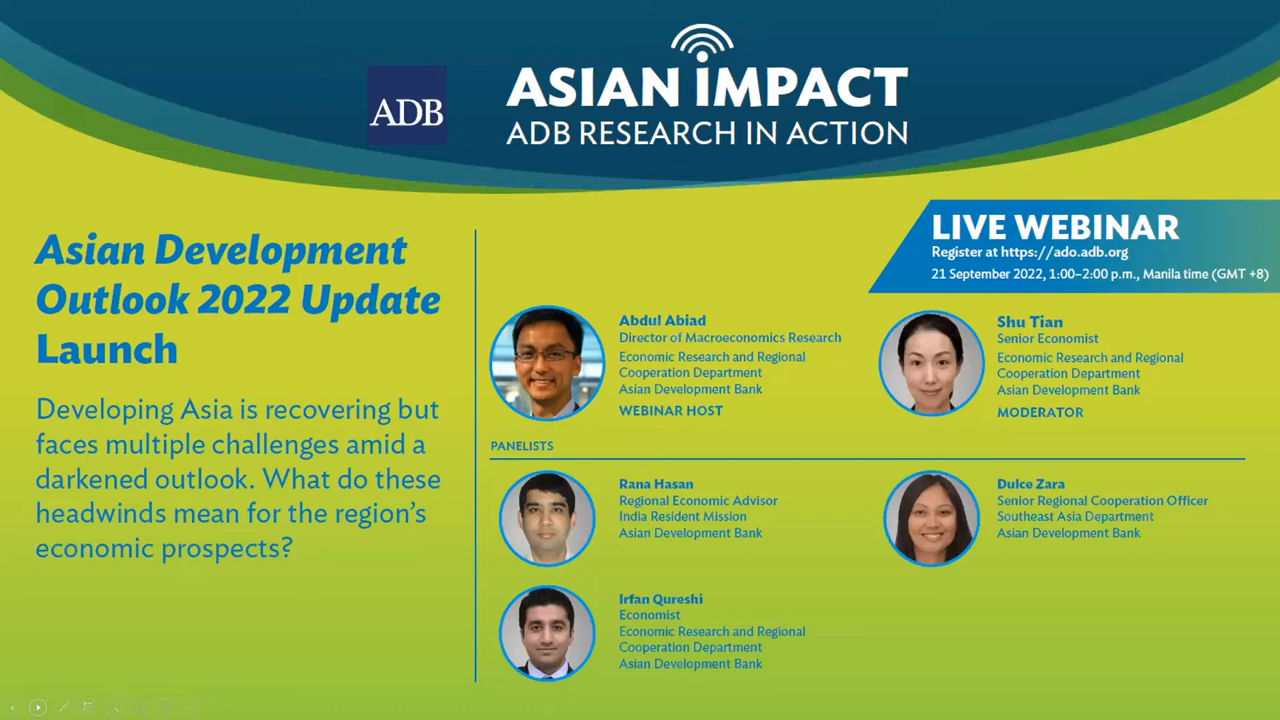 ADB
ASIAN IMPACT
ADB RESEARCH IN ACTION
Asian Development
Outlook 2022 Update
Launch
Developing Asia is recovering but
faces multiple challenges amid a
darkened outlook. What do these
headwinds mean for the region's
economic prospects?
LIVE WEBINAR
Register at https://ado.adb.org
21 September 2022, 1:00–2:00 p.m., Manila time (GMT +8)
Abdul Abiad
Director of Macroeconomics Research
Economic Research and Regional
Cooperation Department
Asian Development Bank
WEBINAR HOST
Shu Tian
Senior Economist
Economic Research and Regional
Cooperation Department
Asian Development Bank
MODERATOR
PANELISTS
Rana Hasan
Regional Economic Advisor
India Resident Mission
Asian Development Bank
Dulce Zara
Senior Regional Cooperation Officer
Southeast Asia Department
Asian Development Bank
Irfan Qureshi
Economist
Economic Research and Regional
Cooperation Department
Asian Development Bank